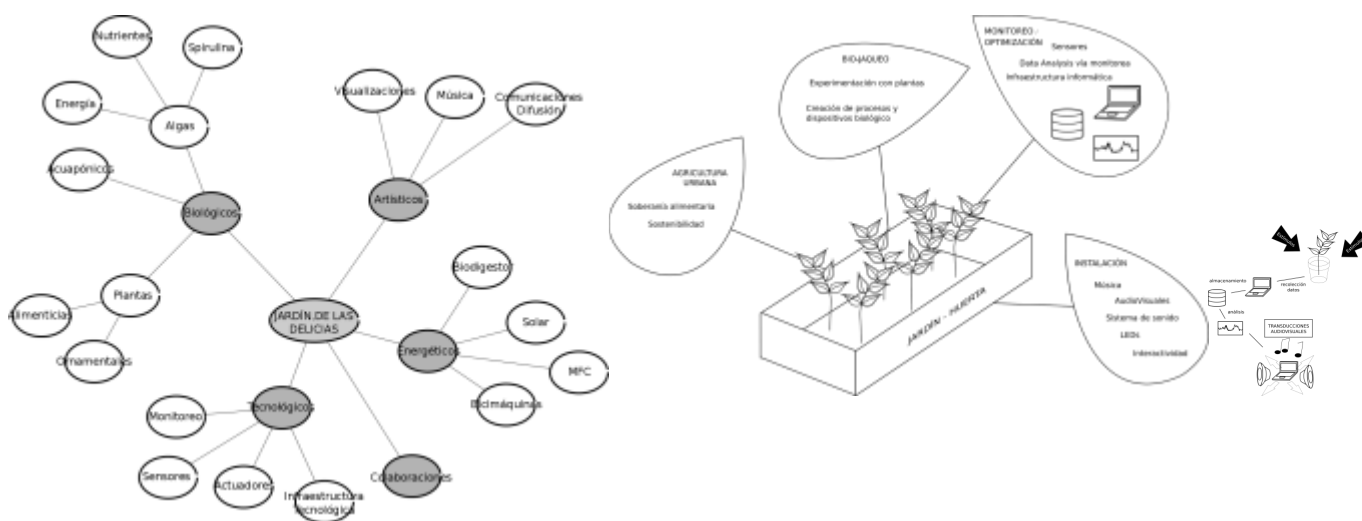 Nutrientes
Spirulina
Energía
Algas
Acuapónicos
Biológicos
Plantas
Alimenticias
Ornamentales
Visualizaciones
Música
Comunicaciones
Difusión
Artísticos
JARDÍN DE LAS
DELICIAS
Biodigestor
Solar
Energéticos
MFC
Bicimáquinas
Tecnológicos
Monitoreo
Sensores
Actuadores
Infraestructura
Tecnológica
Colaboraciones
AGRICULTURA
URBANA
Soberanía alimentaria
Sostenibilidad
BIOJAQUEO
Experimentación con plantas
Creación de procesos y
dispositivos biológico
MONITOREO /
OPTIMIZACIÓN
Sensores
Data Analysis vía monitorea
Infraestructura informática
JARDÍN - HUERTA
INSTALACIÓN
Música
AudioVisuales
Sistema de sonido
LEDs
Interactividad
almacenamiento
recolección
datos
análisis
TRANSDUCCIONES
AUDIOVISUALES